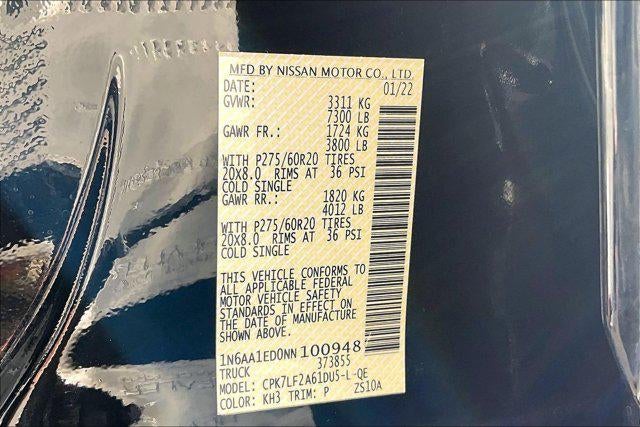 MFD BY NISSAN MOTOR CO., LTD.
DATE: 01/22
GVWR: 3311 KG
7300 LB
GAWR FR.: 1724 KG
3800 LB
WITH P275/60R20 TIRES
20x8.0 RIMS AT 36 PSI
COLD SINGLE
GAWR RR.: 1820 KG
4012 LB
WITH P275/60R20 TIRES
20x8.0 RIMS AT 36 PSI
COLD SINGLE
THIS VEHICLE CONFORMS TO
ALL APPLICABLE FEDERAL
MOTOR VEHICLE SAFETY
STANDARDS IN EFFECT ON
THE DATE OF MANUFACTURE
SHOWN ABOVE.
1N6AA1ED0NN100948
TRUCK 373855
MODEL: CPK7LF2A61DU5-L-QE
COLOR: KH3 TRIM: P ZS10A